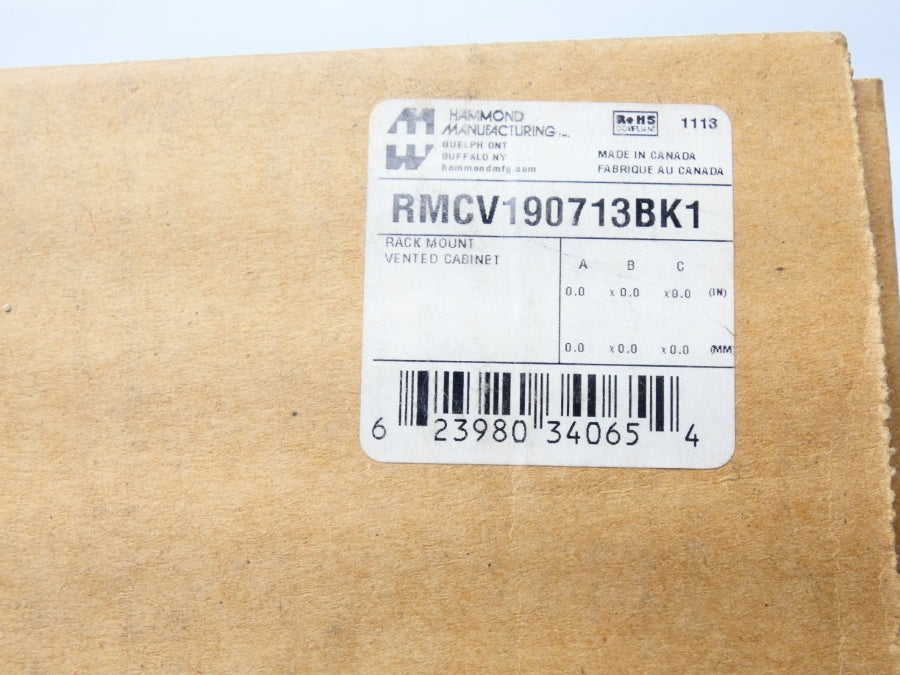 HAMMOND
MANUFACTURING
GUELPH ONT
BUFFALO NY
hammondmfg.com
RoHS
COMPLIANT
1113
MADE IN CANADA
FABRIQUE AU CANADA
RMCV190713BK1
RACK MOUNT
VENTED CABINET
A B C
0.0 x 0.0 x 0.0 (IN)
0.0 x 0.0 x 0.0 (MM
6 23980 34065 4